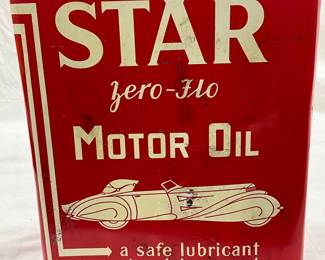 STAR
Zero-Flo
MOTOR OIL
a safe lubricant